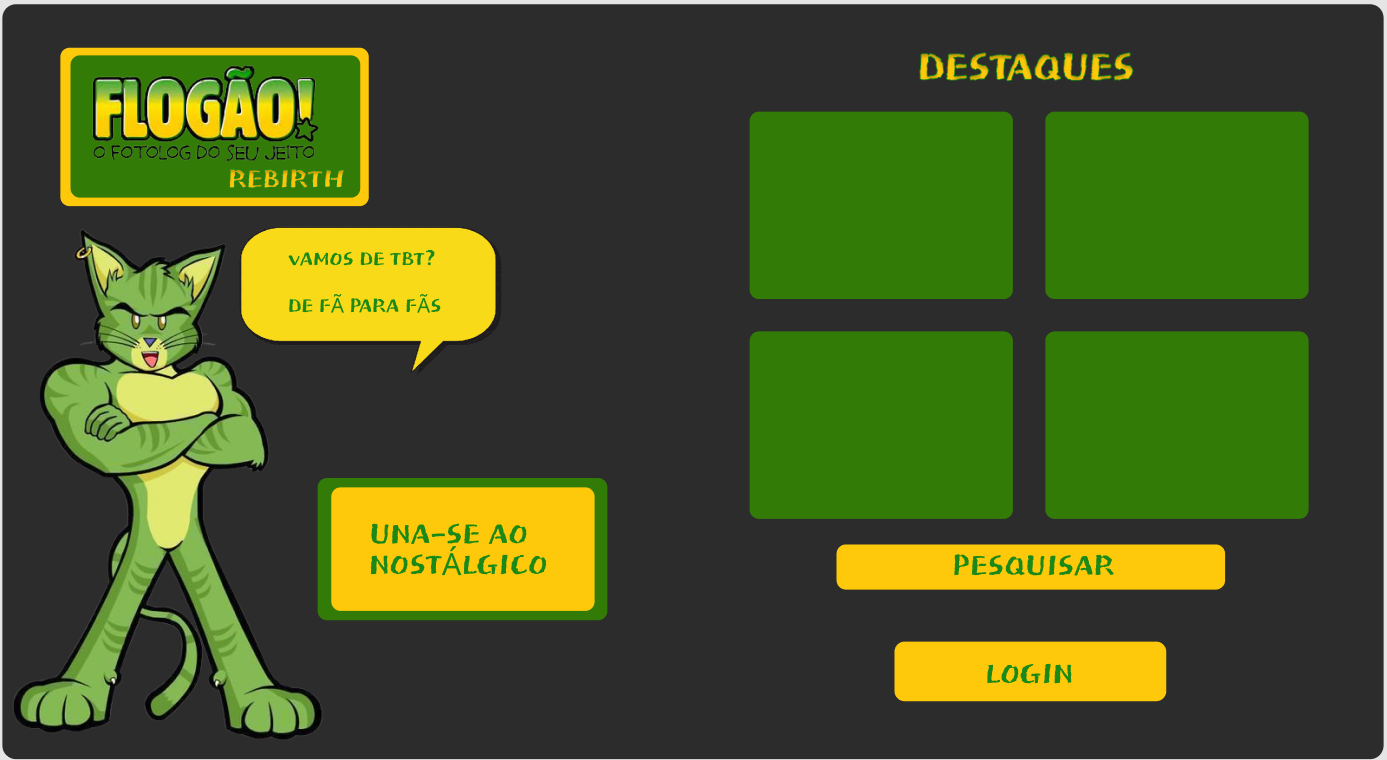 FLOGÃO!
O FOTOLOG DO SEU JEITO
REBIRTH
VAMOS DE TBT?
DE FÃ PARA FÃS
UNA-SE AO
NOSTÁLGICO
DESTAQUES
PESQUISAR
LOGIN